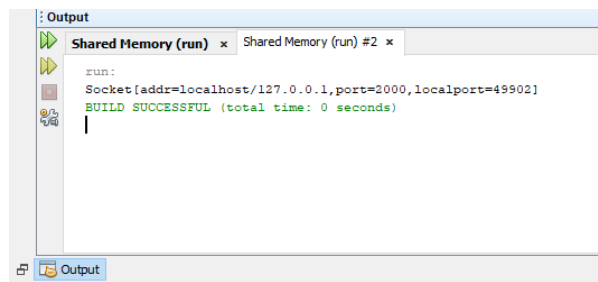 : Output
Shared Memory (run) × Shared Memory (run) #2 ×
run:
Socket[addr=localhost/127.0.0.1,port=2000,localport=49902]
BUILD SUCCESSFUL (total time: 0 seconds)
Output